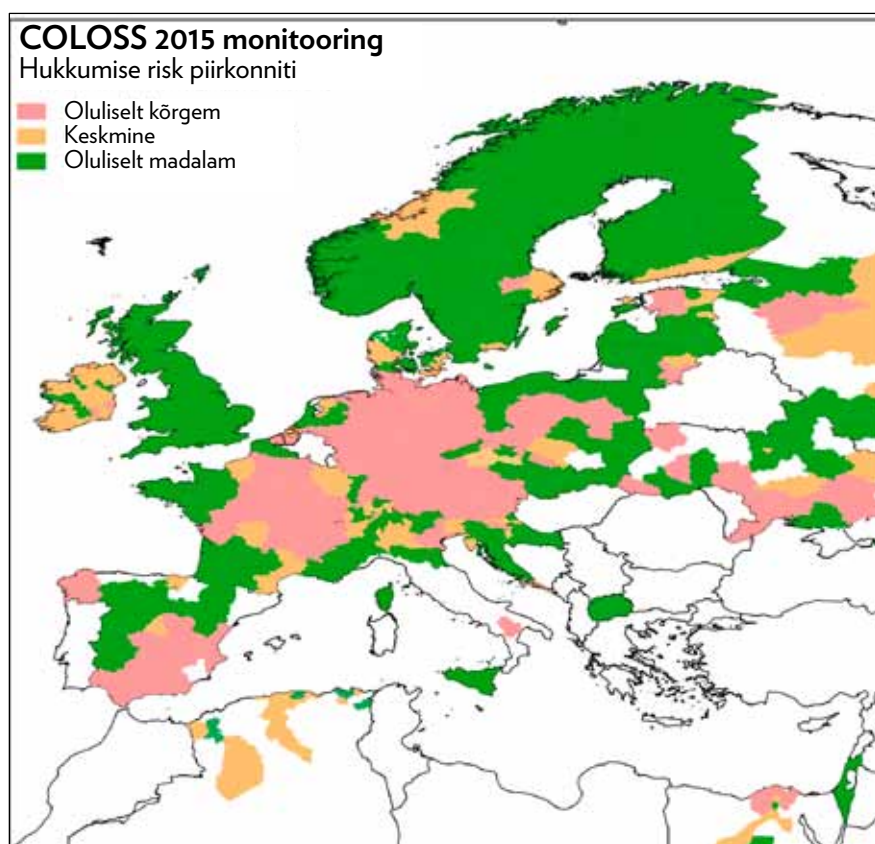 COLOSS 2015 monitooring
Hukkumise risk piirkonniti
Oluliselt kõrgem
Keskmine
Oluliselt madalam